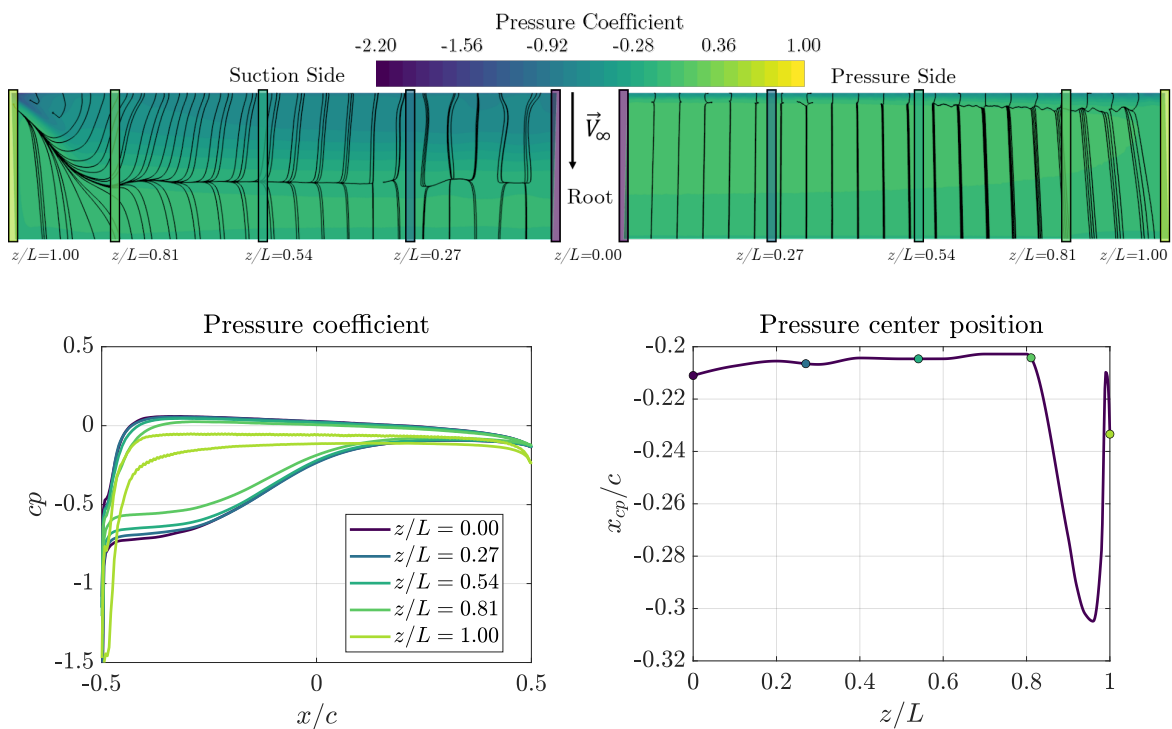 Pressure Coefficient
-2.20 -1.56 -0.92 -0.28 0.36 1.00
Suction Side
Pressure Side
V∞
Root
z/L=1.00 z/L=0.81 z/L=0.54 z/L=0.27 z/L=0.00
z/L=0.27 z/L=0.54 z/L=0.81 z/L=1.00
Pressure coefficient
0.5
0
-0.5
-1
-1.5
cp
-0.5 0 0.5
x/c
z/L = 0.00
z/L = 0.27
z/L = 0.54
z/L = 0.81
z/L = 1.00
Pressure center position
-0.2
-0.22
-0.24
-0.26
-0.28
-0.3
-0.32
x_cp/c
0 0.2 0.4 0.6 0.8 1
z/L